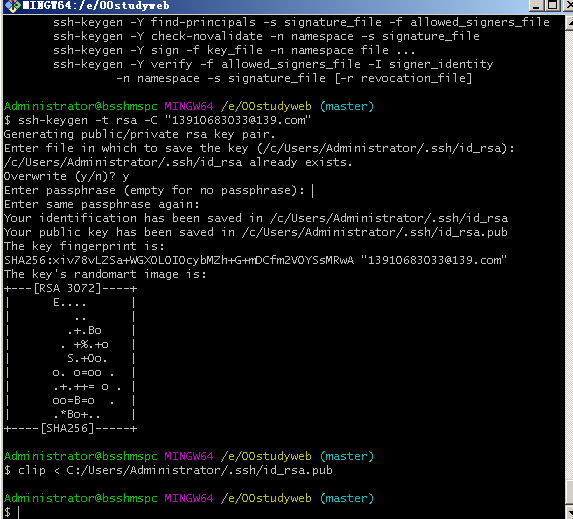 MINGW64:/e/00studyweb
ssh-keygen -Y find-principals -s signature_file -f allowed_signers_file
ssh-keygen -Y check-novalidate -n namespace -s signature_file
ssh-keygen -Y sign -f key_file -n namespace file ...
ssh-keygen -Y verify -f allowed_signers_file -I signer_identity
-n namespace -s signature_file [-r revocation_file]
Administrator@bsshmspc MINGW64 /e/00studyweb (master)
$ ssh-keygen -t rsa -C "13910683033@139.com"
Generating public/private rsa key pair.
Enter file in which to save the key (/c/Users/Administrator/.ssh/id_rsa):
/c/Users/Administrator/.ssh/id_rsa already exists.
Overwrite (y/n)? y
Enter passphrase (empty for no passphrase):
Enter same passphrase again:
Your identification has been saved in /c/Users/Administrator/.ssh/id_rsa
Your public key has been saved in /c/Users/Administrator/.ssh/id_rsa.pub
The key fingerprint is:
SHA256:xiv78vLZSa+WGXOLOIOcybMZh+G+mDCfm2VOYSsMRwA "13910683033@139.com"
The key's randomart image is:
+---[RSA 3072]----+
|     E....       |
|       ..        |
|      .+.Bo      |
|     . +%.+o     |
|      S.+Oo.     |
|    o. o=oo .    |
|    .+.++= o .   |
|    oo=B=o  .    |
|    .*Bo+..      |
+----[SHA256]-----+
Administrator@bsshmspc MINGW64 /e/00studyweb (master)
$ clip < C:/Users/Administrator/.ssh/id_rsa.pub
Administrator@bsshmspc MINGW64 /e/00studyweb (master)
$